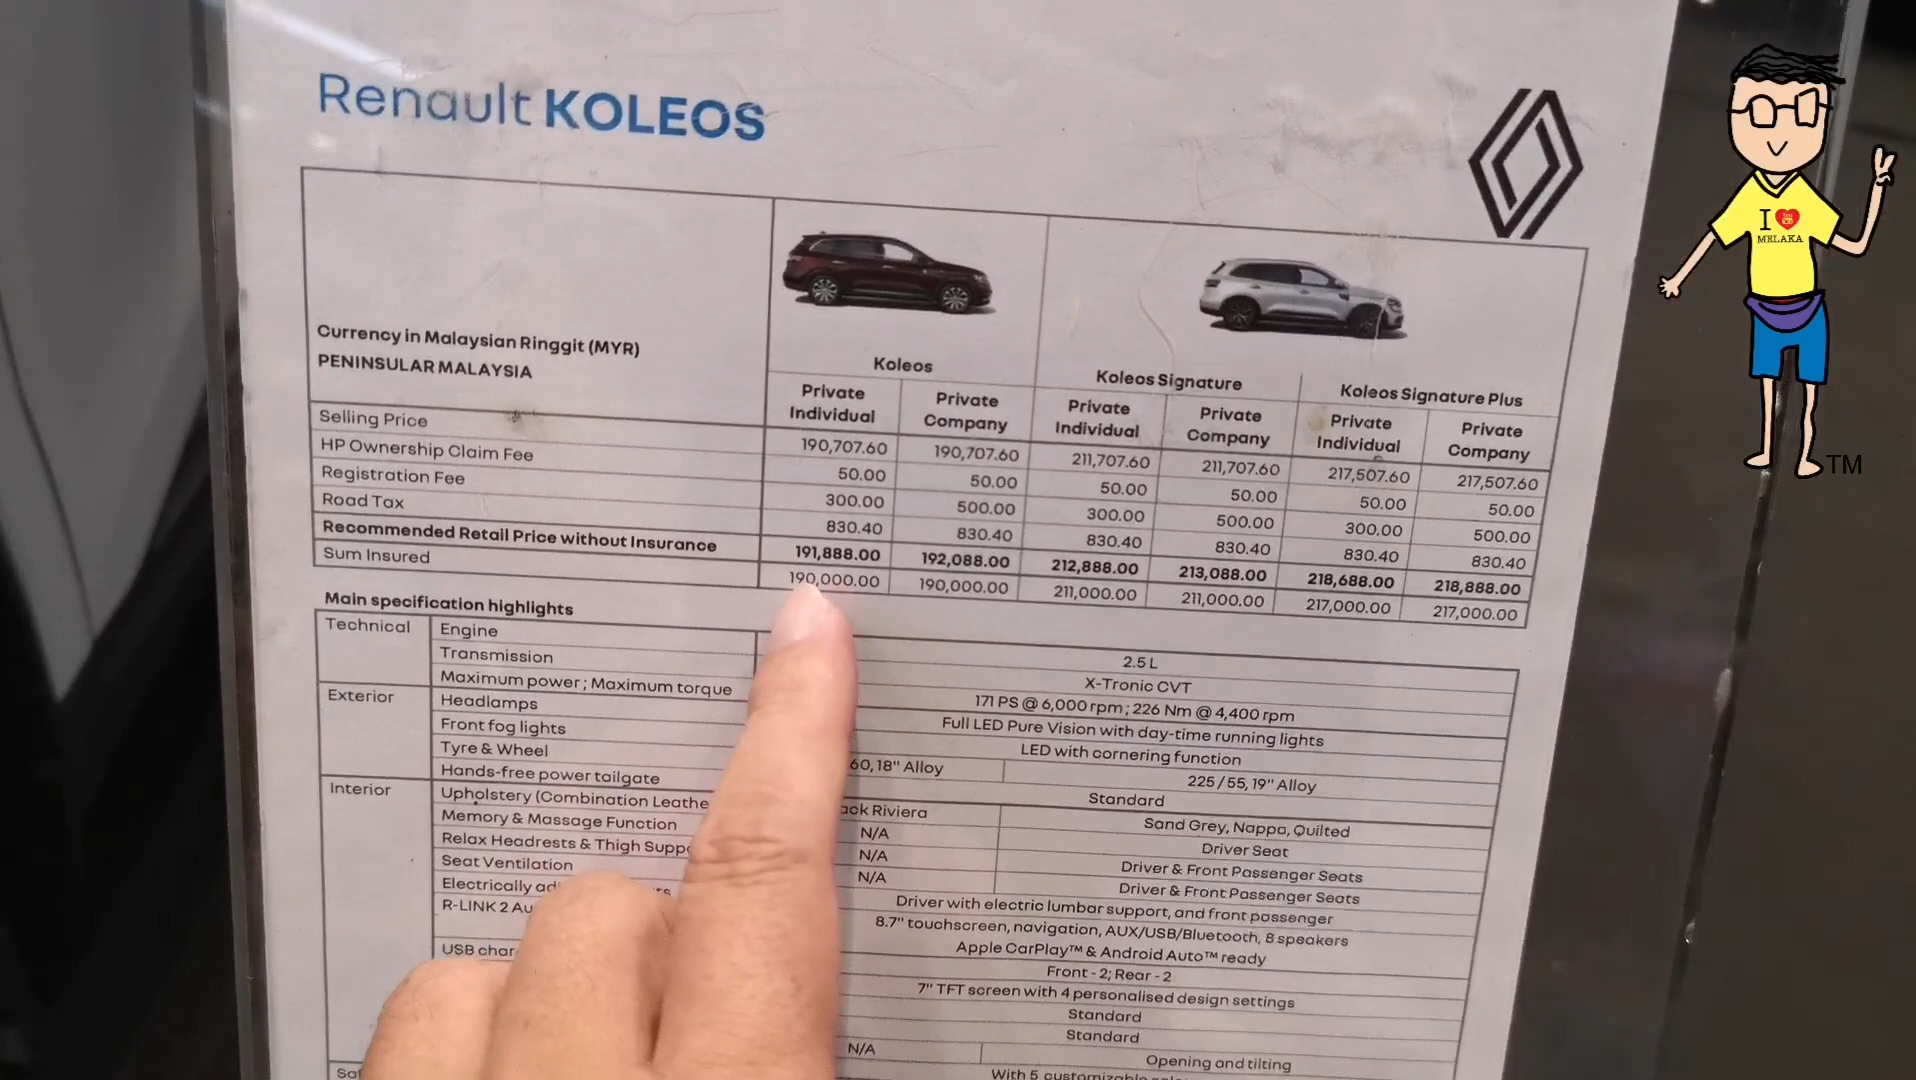 Renault KOLEOS
I
MELAKA
TM
Currency in Malaysian Ringgit (MYR)
PENINSULAR MALAYSIA
Koleos
Koleos Signature
Koleos Signature Plus
Private Individual
Private Company
Private Individual
Private Company
Private Individual
Private Company
Selling Price 190,707.60 190,707.60 211,707.60 211,707.60 217,507.60 217,507.60
HP Ownership Claim Fee 50.00 50.00 50.00 50.00 50.00 50.00
Registration Fee 300.00 500.00 300.00 500.00 300.00 500.00
Road Tax 830.40 830.40 830.40 830.40 830.40 830.40
Recommended Retail Price without Insurance 191,888.00 192,088.00 212,888.00 213,088.00 218,688.00 218,888.00
Sum Insured 190,000.00 190,000.00 211,000.00 211,000.00 217,000.00 217,000.00
Main specification highlights
Technical Engine 2.5 L
Transmission X-Tronic CVT
Maximum power ; Maximum torque 171 PS @ 6,000 rpm ; 226 Nm @ 4,400 rpm
Exterior Headlamps Full LED Pure Vision with day-time running lights
Front fog lights LED with cornering function
Tyre & Wheel 60, 18" Alloy 225 / 55, 19" Alloy
Hands-free power tailgate Standard
Interior Upholstery (Combination Leathe ack Riviera Sand Grey, Nappa, Quilted
Memory & Massage Function N/A Driver Seat
Relax Headrests & Thigh Suppo N/A Driver & Front Passenger Seats
Seat Ventilation N/A Driver & Front Passenger Seats
Electrically ad Driver with electric lumbar support, and front passenger
R-LINK 2 Au 8.7" touchscreen, navigation, AUX/USB/Bluetooth, 8 speakers
Apple CarPlay™ & Android Auto™ ready
USB char Front - 2; Rear - 2
7" TFT screen with 4 personalised design settings
Standard
Standard
N/A Opening and tilting
Saf With 5 customizable